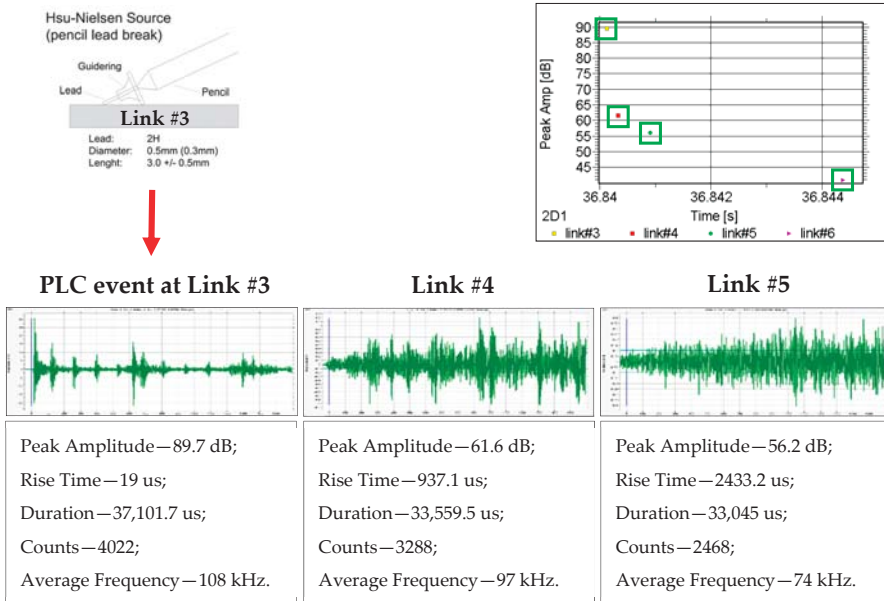 Hsu-Nielsen Source
(pencil lead break)
Guidering
Lead
Pencil
Link #3
Lead: 2H
Diameter: 0.5mm (0.3mm)
Lenght: 3.0 +/- 0.5mm
Peak Amp [dB]
90
85
80
75
70
65
60
55
50
45
36.84 36.842 36.844
2D1 Time [s]
link#3 link#4 link#5 link#6
PLC event at Link #3
Link #4
Link #5
Peak Amplitude—89.7 dB;
Rise Time—19 us;
Duration—37,101.7 us;
Counts—4022;
Average Frequency—108 kHz.
Peak Amplitude—61.6 dB;
Rise Time—937.1 us;
Duration—33,559.5 us;
Counts—3288;
Average Frequency—97 kHz.
Peak Amplitude—56.2 dB;
Rise Time—2433.2 us;
Duration—33,045 us;
Counts—2468;
Average Frequency—74 kHz.